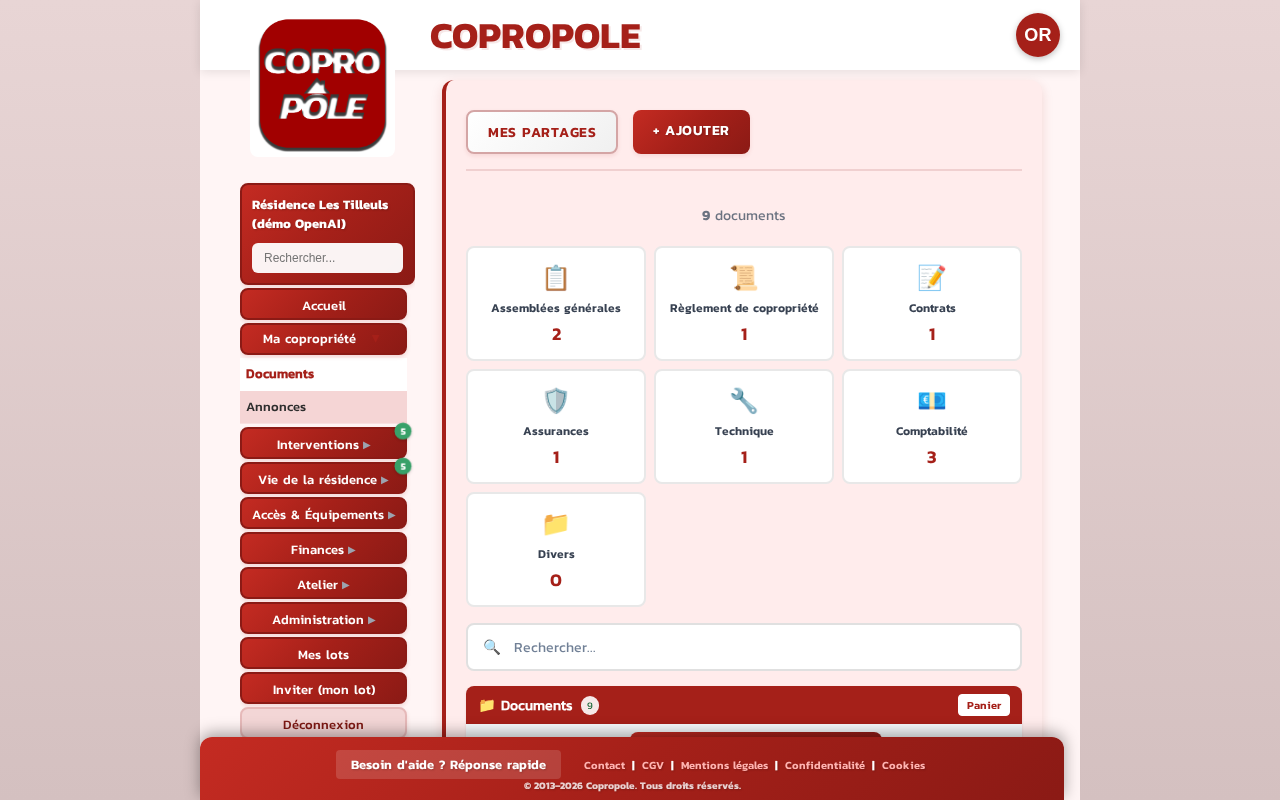 COPRO
PÔLE
COPROPOLE
OR
Résidence Les Tilleuls
(démo OpenAI)
Rechercher...
Accueil
Ma copropriété
Documents
Annonces
Interventions ▶
5
Vie de la résidence ▶
5
Accès & Équipements ▶
Finances ▶
Atelier ▶
Administration ▶
Mes lots
Inviter (mon lot)
Déconnexion
MES PARTAGES
+ AJOUTER
9 documents
Assemblées générales
2
Règlement de copropriété
1
Contrats
1
Assurances
1
Technique
1
Comptabilité
3
Divers
0
Rechercher...
Documents 9
Panier
Besoin d'aide ? Réponse rapide
Contact | CGV | Mentions légales | Confidentialité | Cookies
© 2013–2026 Copropole. Tous droits réservés.